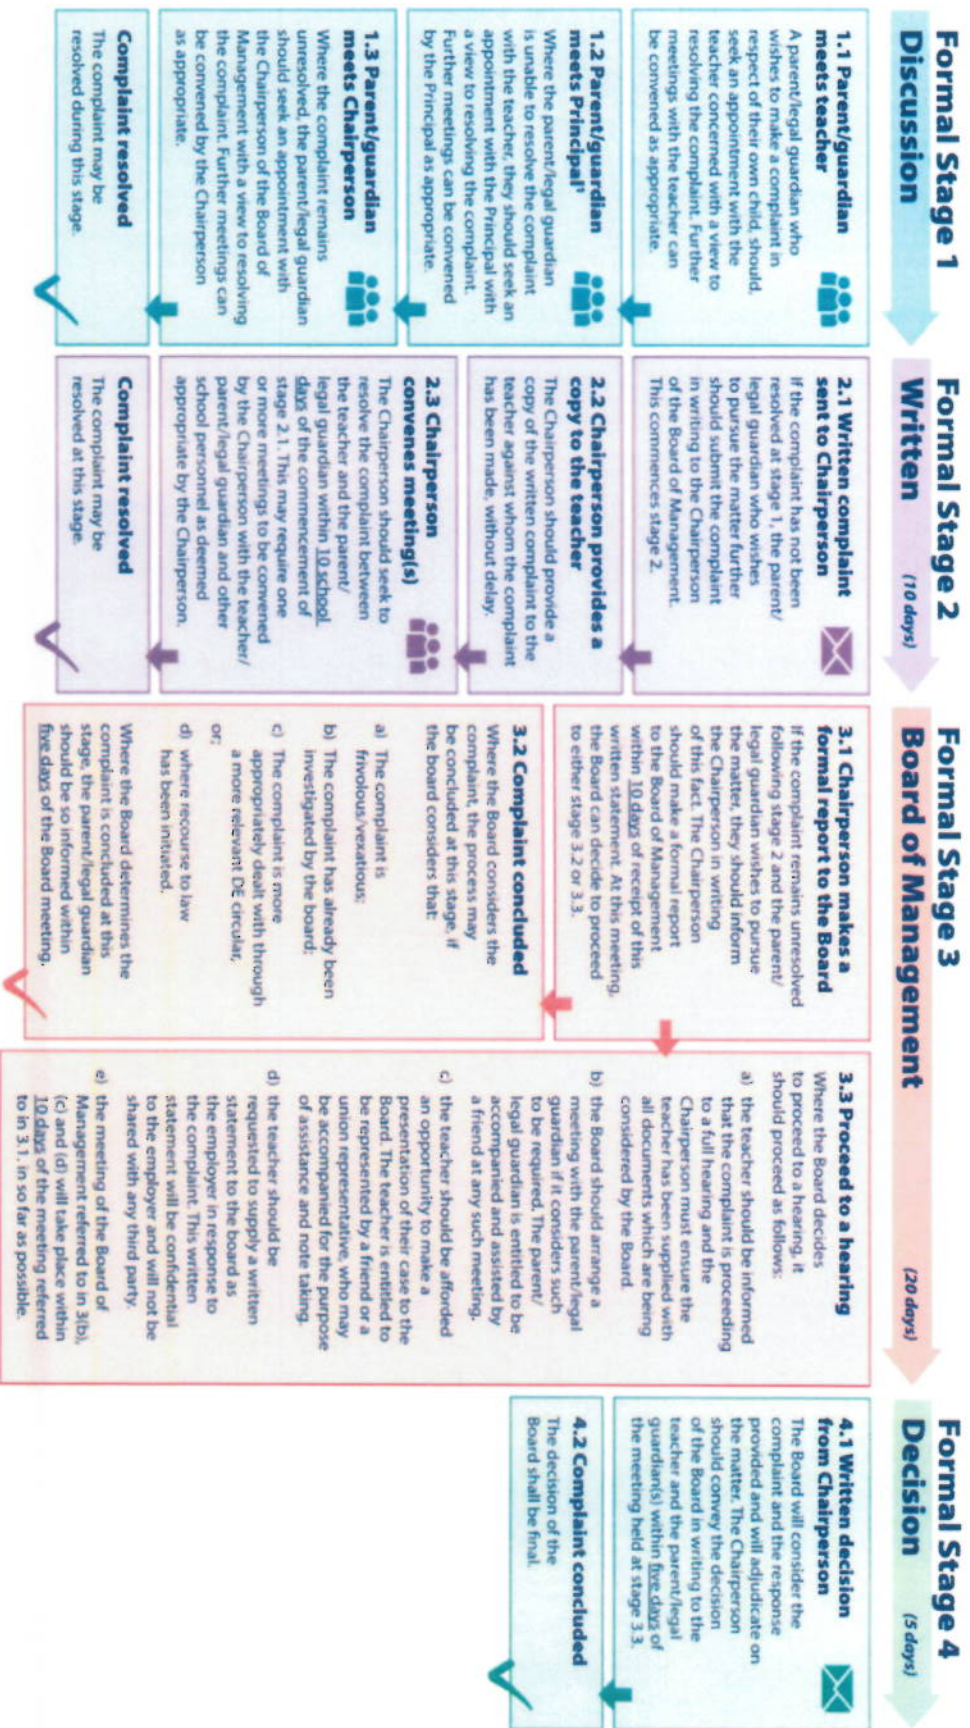 Formal Stage 1
Discussion
1.1 Parent/guardian
meets teacher
A parent/legal guardian who
wishes to make a complaint in
respect of their own child, should,
seek an appointment with the
teacher concerned with a view to
resolving the complaint. Further
meetings with the teacher can
be convened as appropriate.
1.2 Parent/guardian
meets Principal¹
Where the parent/legal guardian
is unable to resolve the complaint
with the teacher, they should seek an
appointment with the Principal with
a view to resolving the complaint.
Further meetings can be convened
by the Principal as appropriate.
1.3 Parent/guardian
meets Chairperson
Where the complaint remains
unresolved, the parent/legal guardian
should seek an appointment with
the Chairperson of the Board of
Management with a view to resolving
the complaint. Further meetings can
be convened by the Chairperson
as appropriate.
Complaint resolved
The complaint may be
resolved during this stage.
Formal Stage 2
Written (10 days)
2.1 Written complaint
sent to Chairperson
If the complaint has not been
resolved at stage 1, the parent/
legal guardian who wishes
to pursue the matter further
should submit the complaint
in writing to the Chairperson
of the Board of Management.
This commences stage 2.
2.2 Chairperson provides a
copy to the teacher
The Chairperson should provide a
copy of the written complaint to the
teacher against whom the complaint
has been made, without delay.
2.3 Chairperson
convenes meeting(s)
The Chairperson should seek to
resolve the complaint between
the teacher and the parent/
legal guardian within 10 school
days of the commencement of
stage 2.1. This may require one
or more meetings to be convened
by the Chairperson with the teacher/
parent/legal guardian and other
school personnel as deemed
appropriate by the Chairperson.
Complaint resolved
The complaint may be
resolved at this stage.
Formal Stage 3
Board of Management (20 days)
3.1 Chairperson makes a
formal report to the Board
If the complaint remains unresolved
following stage 2 and the parent/
legal guardian wishes to pursue
the matter, they should inform
the Chairperson in writing
of this fact. The Chairperson
should make a formal report
to the Board of Management
within 10 days of receipt of this
written statement. At this meeting,
the Board can decide to proceed
to either stage 3.2 or 3.3.
3.2 Complaint concluded
Where the Board considers the
complaint, the process may
be concluded at this stage, if
the board considers that:
a) The complaint is
frivolous/vexatious;
b) The complaint has already been
investigated by the board;
c) The complaint is more
appropriately dealt with through
a more relevant DE circular,
or;
d) where recourse to law
has been initiated.
Where the Board determines the
complaint is concluded at this
stage, the parent/legal guardian
should be so informed within
five days of the Board meeting.
3.3 Proceed to a hearing
Where the Board decides
to proceed to a hearing, it
should proceed as follows:
a) the teacher should be informed
that the complaint is proceeding
to a full hearing and the
Chairperson must ensure the
teacher has been supplied with
all documents which are being
considered by the Board.
b) the Board should arrange a
meeting with the parent/legal
guardian if it considers such
to be required. The parent/
legal guardian is entitled to be
accompanied and assisted by
a friend at any such meeting.
c) the teacher should be afforded
an opportunity to make a
presentation of their case to the
Board. The teacher is entitled to
be represented by a friend or a
union representative, who may
be accompanied for the purpose
of assistance and note taking.
d) the teacher should be
requested to supply a written
statement to the board as
the employer in response to
the complaint. This written
statement will be confidential
to the employer and will not be
shared with any third party.
e) the meeting of the Board of
Management referred to in 3(b),
(c) and (d) will take place within
10 days of the meeting referred
to in 3.1, in so far as possible.
Formal Stage 4
Decision (5 days)
4.1 Written decision
from Chairperson
The Board will consider the
complaint and the response
provided and will adjudicate on
the matter. The Chairperson
should convey the decision
of the Board in writing to the
teacher and the parent/legal
guardian(s) within five days of
the meeting held at stage 3.3.
4.2 Complaint concluded
The decision of the
Board shall be final.